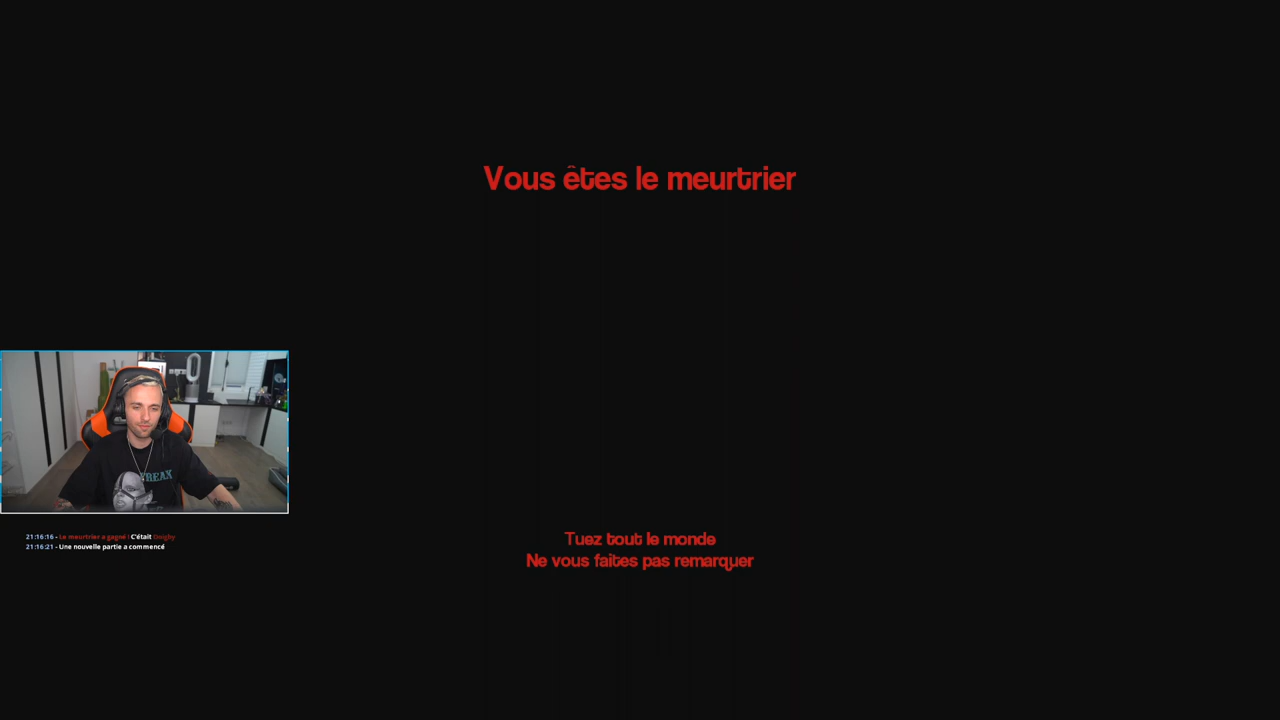 Vous êtes le meurtrier
REAX
21:16:16 - Le meurtrier a gagné ! C'était
21:16:21 - Une nouvelle partie a commencé
Tuez tout le monde
Ne vous faites pas remarquer